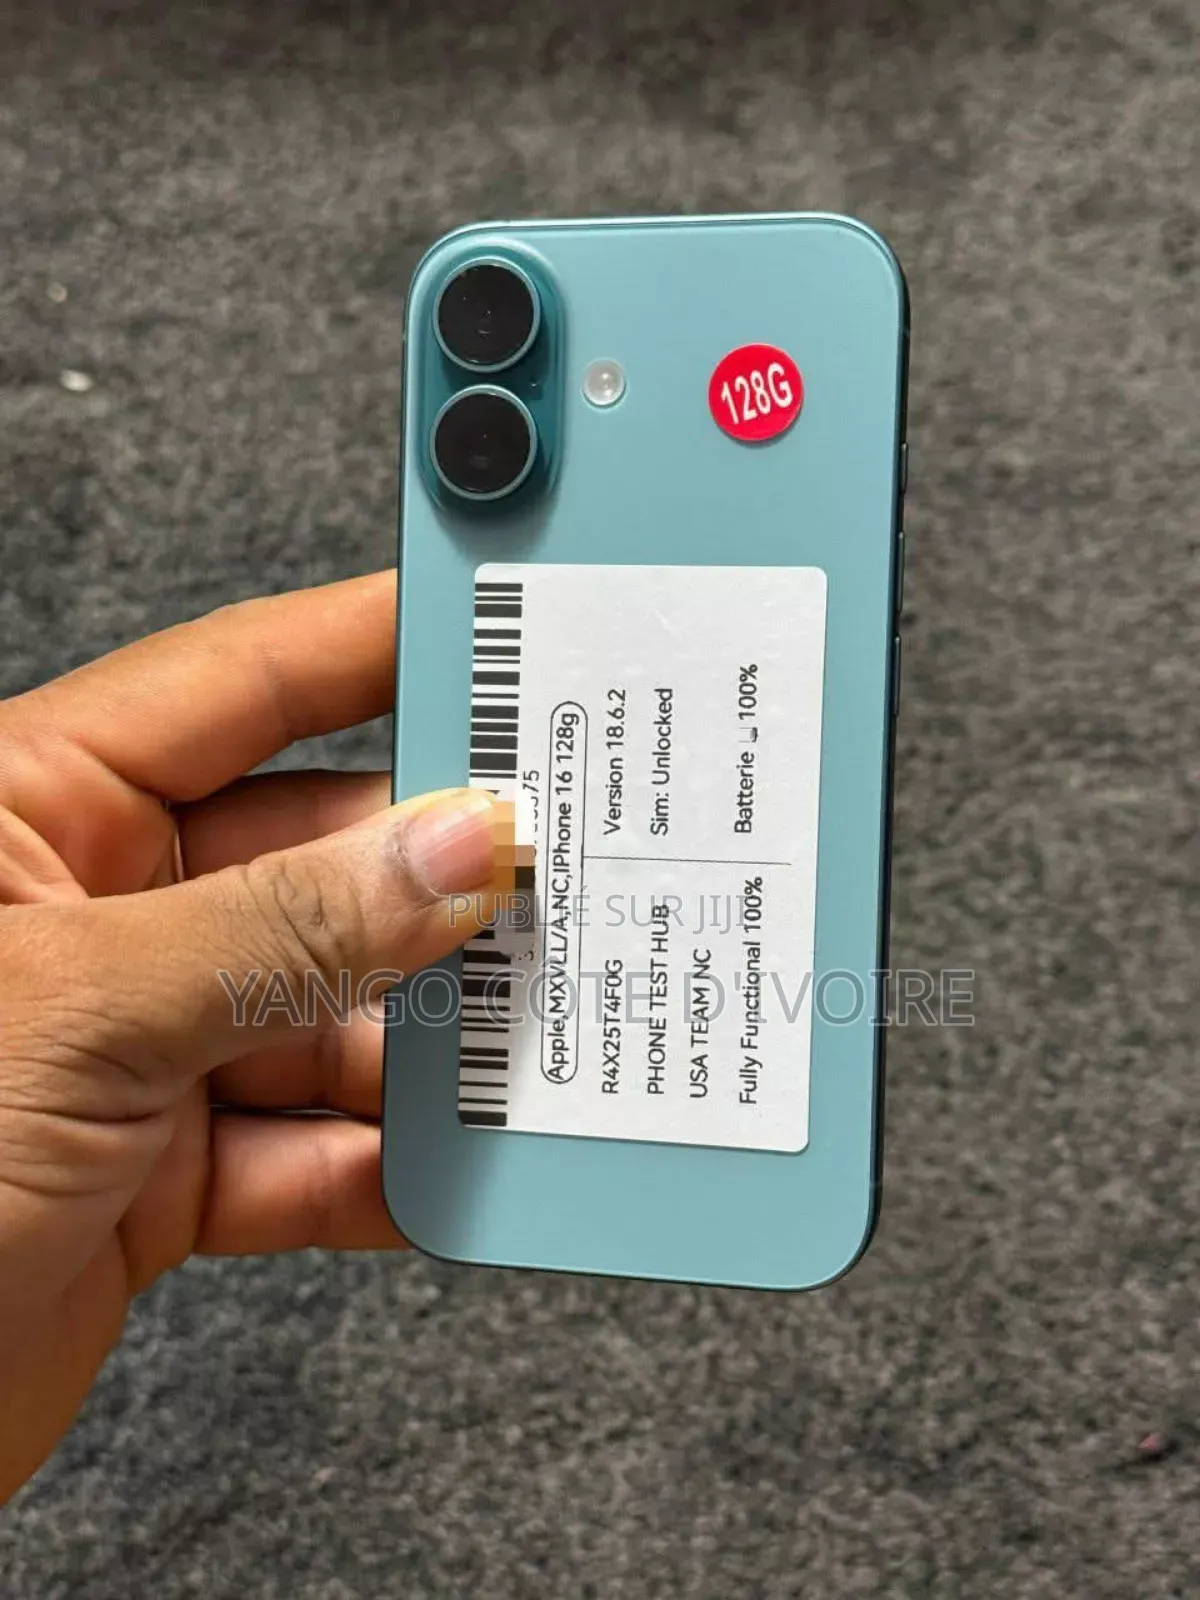 128G
Apple,MXVLL/A,NC,iPhone 16 128g
R4X25T4F0G
Version 18.6.2
PHONE TEST HUB
Sim: Unlocked
USA TEAM NC
Fully Functional 100%
Batterie 100%
PUBLIÉ SUR JIJI
YANGO CÔTE D'IVOIRE